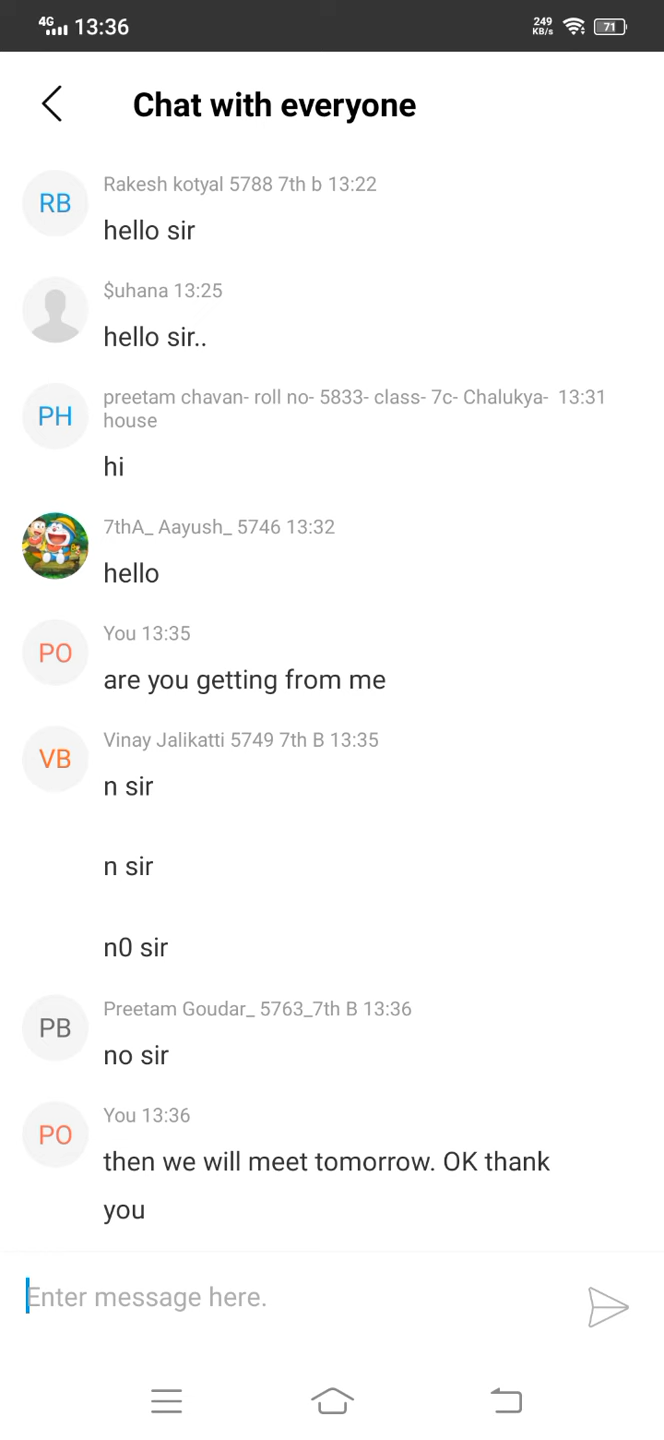 4G 13:36 249 KB/s 71
Chat with everyone
RB
Rakesh kotyal 5788 7th b 13:22
hello sir
$uhana 13:25
hello sir..
PH
preetam chavan- roll no- 5833- class- 7c- Chalukya- 13:31
house
hi
7thA_ Aayush_ 5746 13:32
hello
PO
You 13:35
are you getting from me
VB
Vinay Jalikatti 5749 7th B 13:35
n sir
n sir
n0 sir
PB
Preetam Goudar_ 5763_7th B 13:36
no sir
PO
You 13:36
then we will meet tomorrow. OK thank
you
Enter message here.